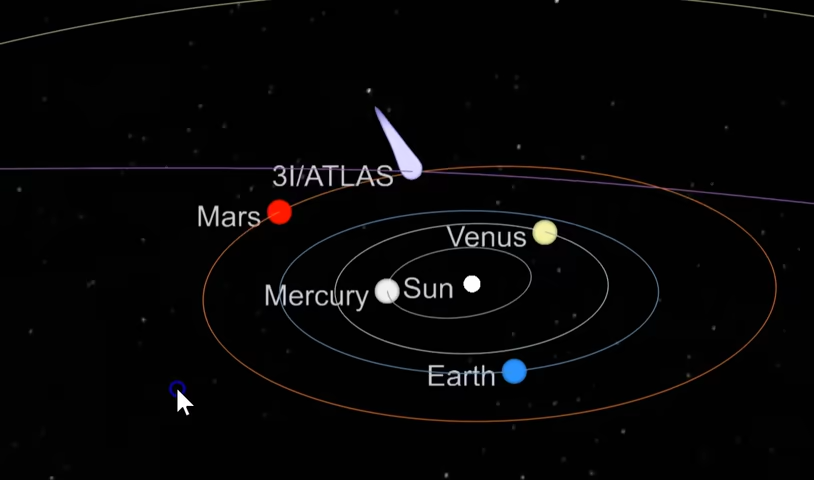 3I/ATLAS
Mars
Venus
Mercury
Sun
Earth